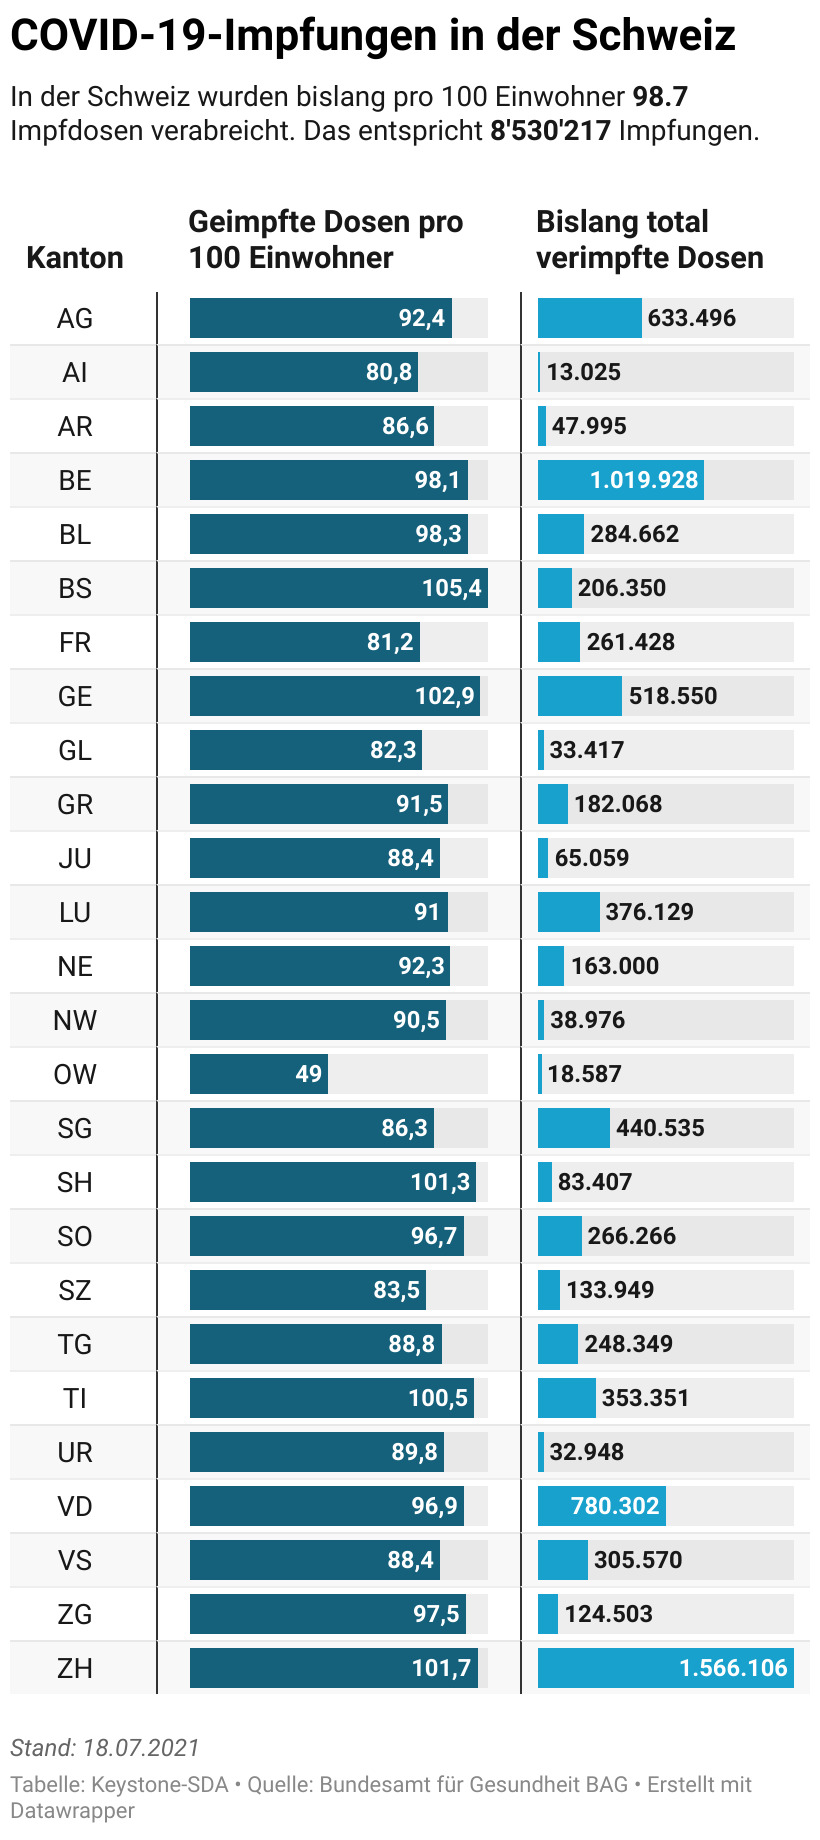 COVID-19-Impfungen in der Schweiz
In der Schweiz wurden bislang pro 100 Einwohner 98.7
Impfdosen verabreicht. Das entspricht 8'530'217 Impfungen.
Kanton Geimpfte Dosen pro 100 Einwohner Bislang total verimpfte Dosen
AG 92,4 633.496
AI 80,8 13.025
AR 86,6 47.995
BE 98,1 1.019.928
BL 98,3 284.662
BS 105,4 206.350
FR 81,2 261.428
GE 102,9 518.550
GL 82,3 33.417
GR 91,5 182.068
JU 88,4 65.059
LU 91 376.129
NE 92,3 163.000
NW 90,5 38.976
OW 49 18.587
SG 86,3 440.535
SH 101,3 83.407
SO 96,7 266.266
SZ 83,5 133.949
TG 88,8 248.349
TI 100,5 353.351
UR 89,8 32.948
VD 96,9 780.302
VS 88,4 305.570
ZG 97,5 124.503
ZH 101,7 1.566.106
Stand: 18.07.2021
Tabelle: Keystone-SDA • Quelle: Bundesamt für Gesundheit BAG • Erstellt mit
Datawrapper